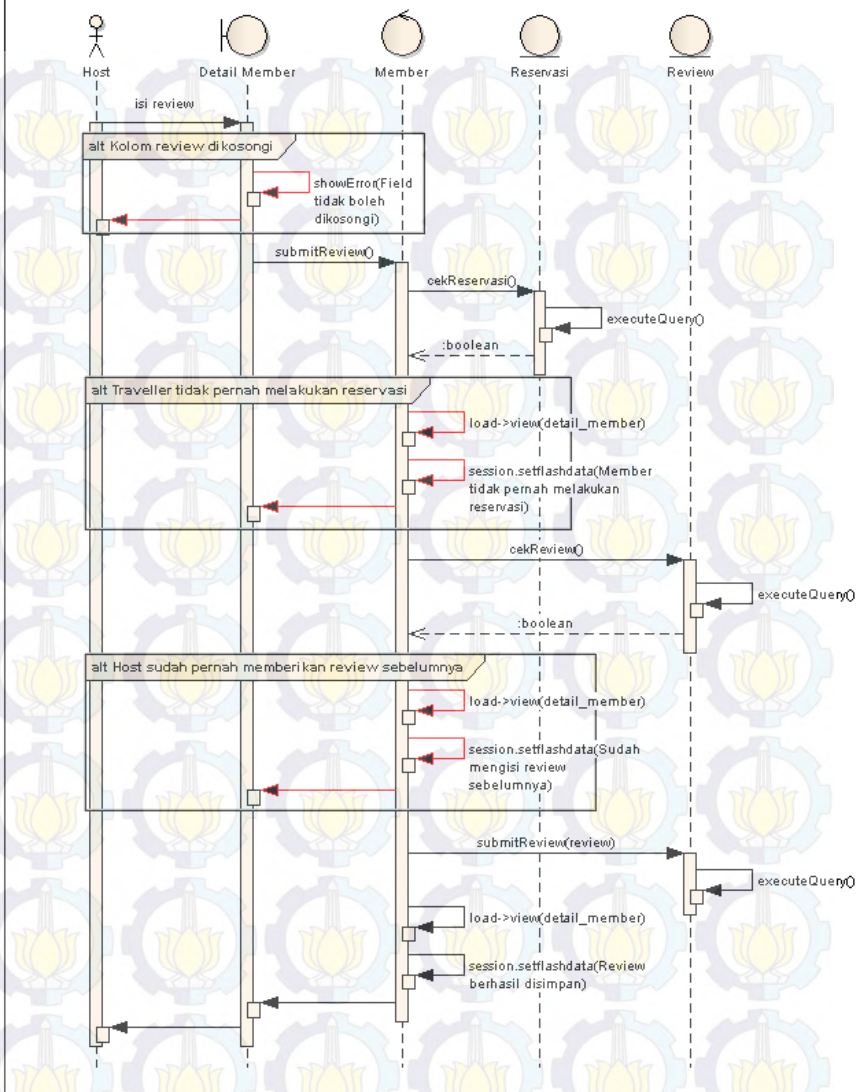 Host
Detail Member
Member
Reservasi
Review
isi review
alt Kolom review dikosongi
showError(Field
tidak boleh
dikosongi)
submitReview()
cekReservasi()
executeQuery()
:boolean
alt Traveller tidak pernah melakukan reservasi
load->view(detail_member)
session.setflashdata(Member
tidak pernah melakukan
reservasi)
cekReview()
executeQuery()
:boolean
alt Host sudah pernah memberikan review sebelumnya
load->view(detail_member)
session.setflashdata(Sudah
mengisi review
sebelumnya)
submitReview(review)
executeQuery()
load->view(detail_member)
session.setflashdata(Review
berhasil disimpan)